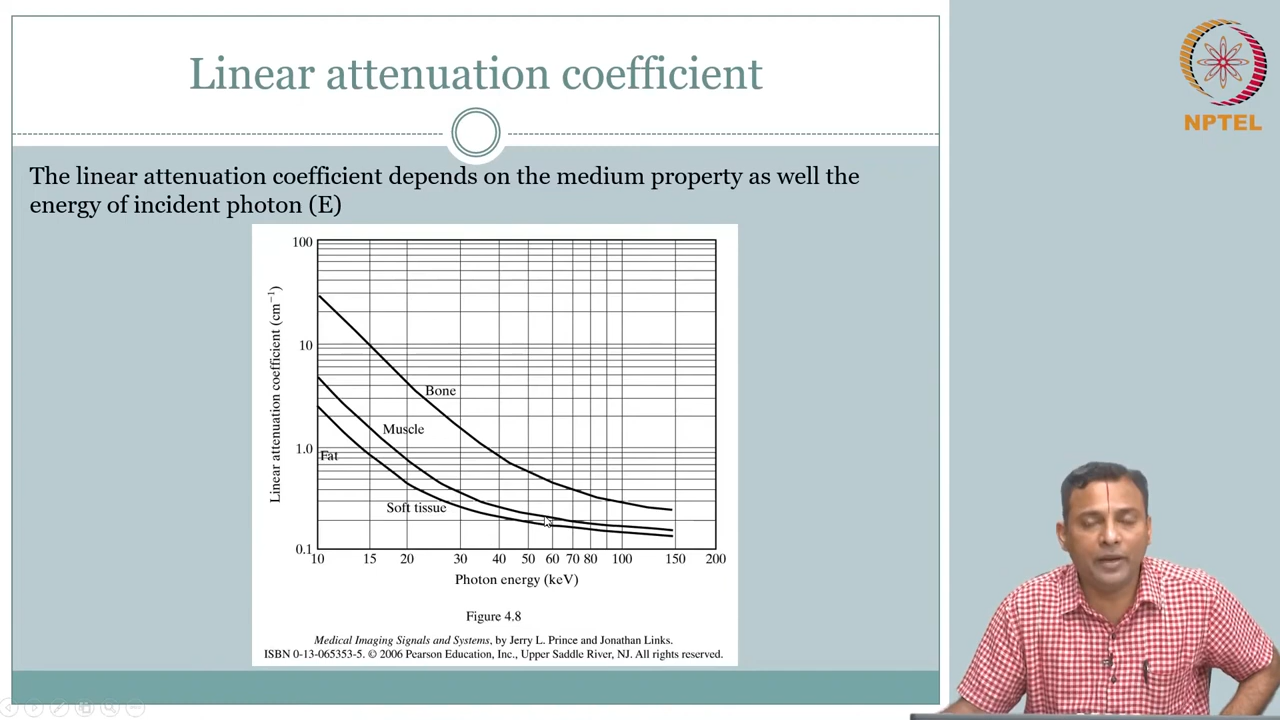 Linear attenuation coefficient
NPTEL
The linear attenuation coefficient depends on the medium property as well the
energy of incident photon (E)
Linear attenuation coefficient (cm⁻¹)
100
10
1.0
0.1
Bone
Muscle
Fat
Soft tissue
10 15 20 30 40 50 60 70 80 100 150 200
Photon energy (keV)
Figure 4.8
Medical Imaging Signals and Systems, by Jerry L. Prince and Jonathan Links.
ISBN 0-13-065353-5. © 2006 Pearson Education, Inc., Upper Saddle River, NJ. All rights reserved.